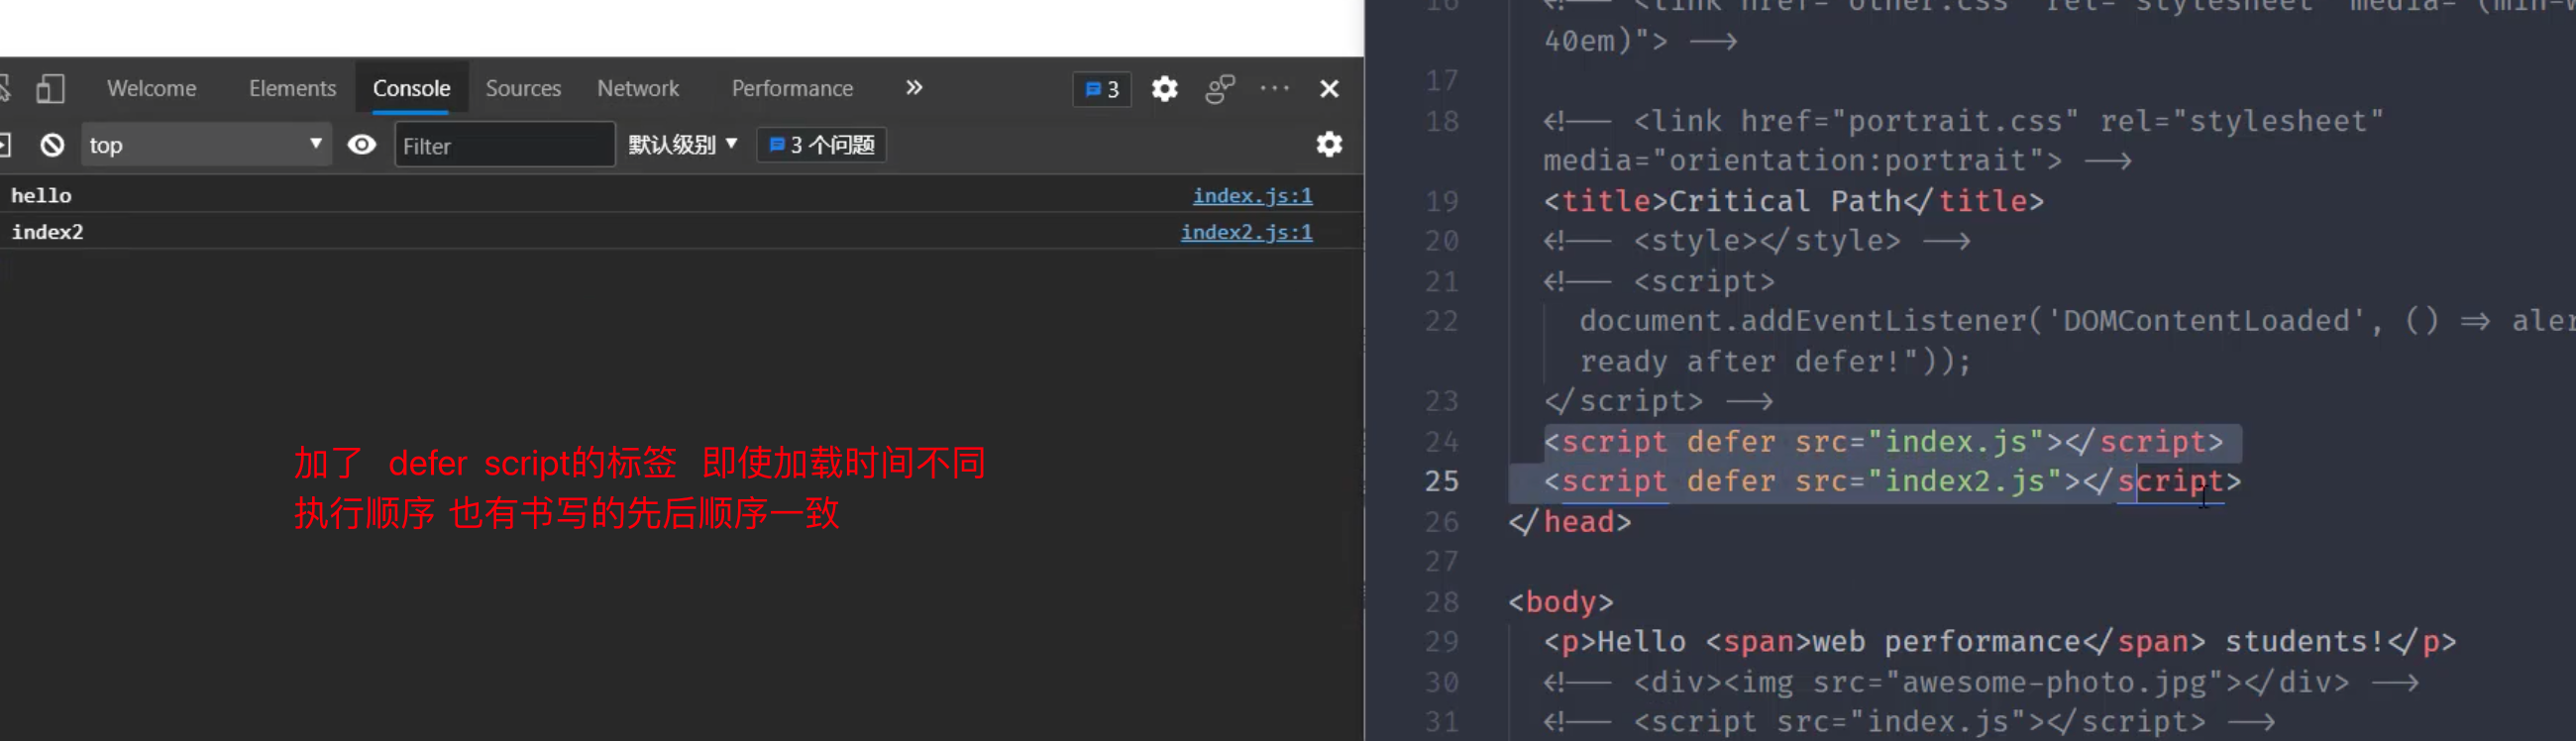 Welcome Elements Console Sources Network Performance » 3 ··· ×
top ▼ Filter 默认级别 ▼ 3 个问题
hello index.js:1
index2 index2.js:1
加了 defer script的标签 即使加载时间不同
执行顺序 也有书写的先后顺序一致
16 <!-- <link href="other.css" rel="stylesheet" media="(min-w
40em)"> -->
17
18 <!-- <link href="portrait.css" rel="stylesheet"
media="orientation:portrait"> -->
19 <title>Critical Path</title>
20 <!-- <style></style> -->
21 <!-- <script>
22 document.addEventListener('DOMContentLoaded', () => aler
ready after defer!"));
23 </script> -->
24 <script defer src="index.js"></script>
25 <script defer src="index2.js"></script>
26 </head>
27
28 <body>
29 <p>Hello <span>web performance</span> students!</p>
30 <!-- <div><img src="awesome-photo.jpg"></div> -->
31 <!-- <script src="index.js"></script> -->